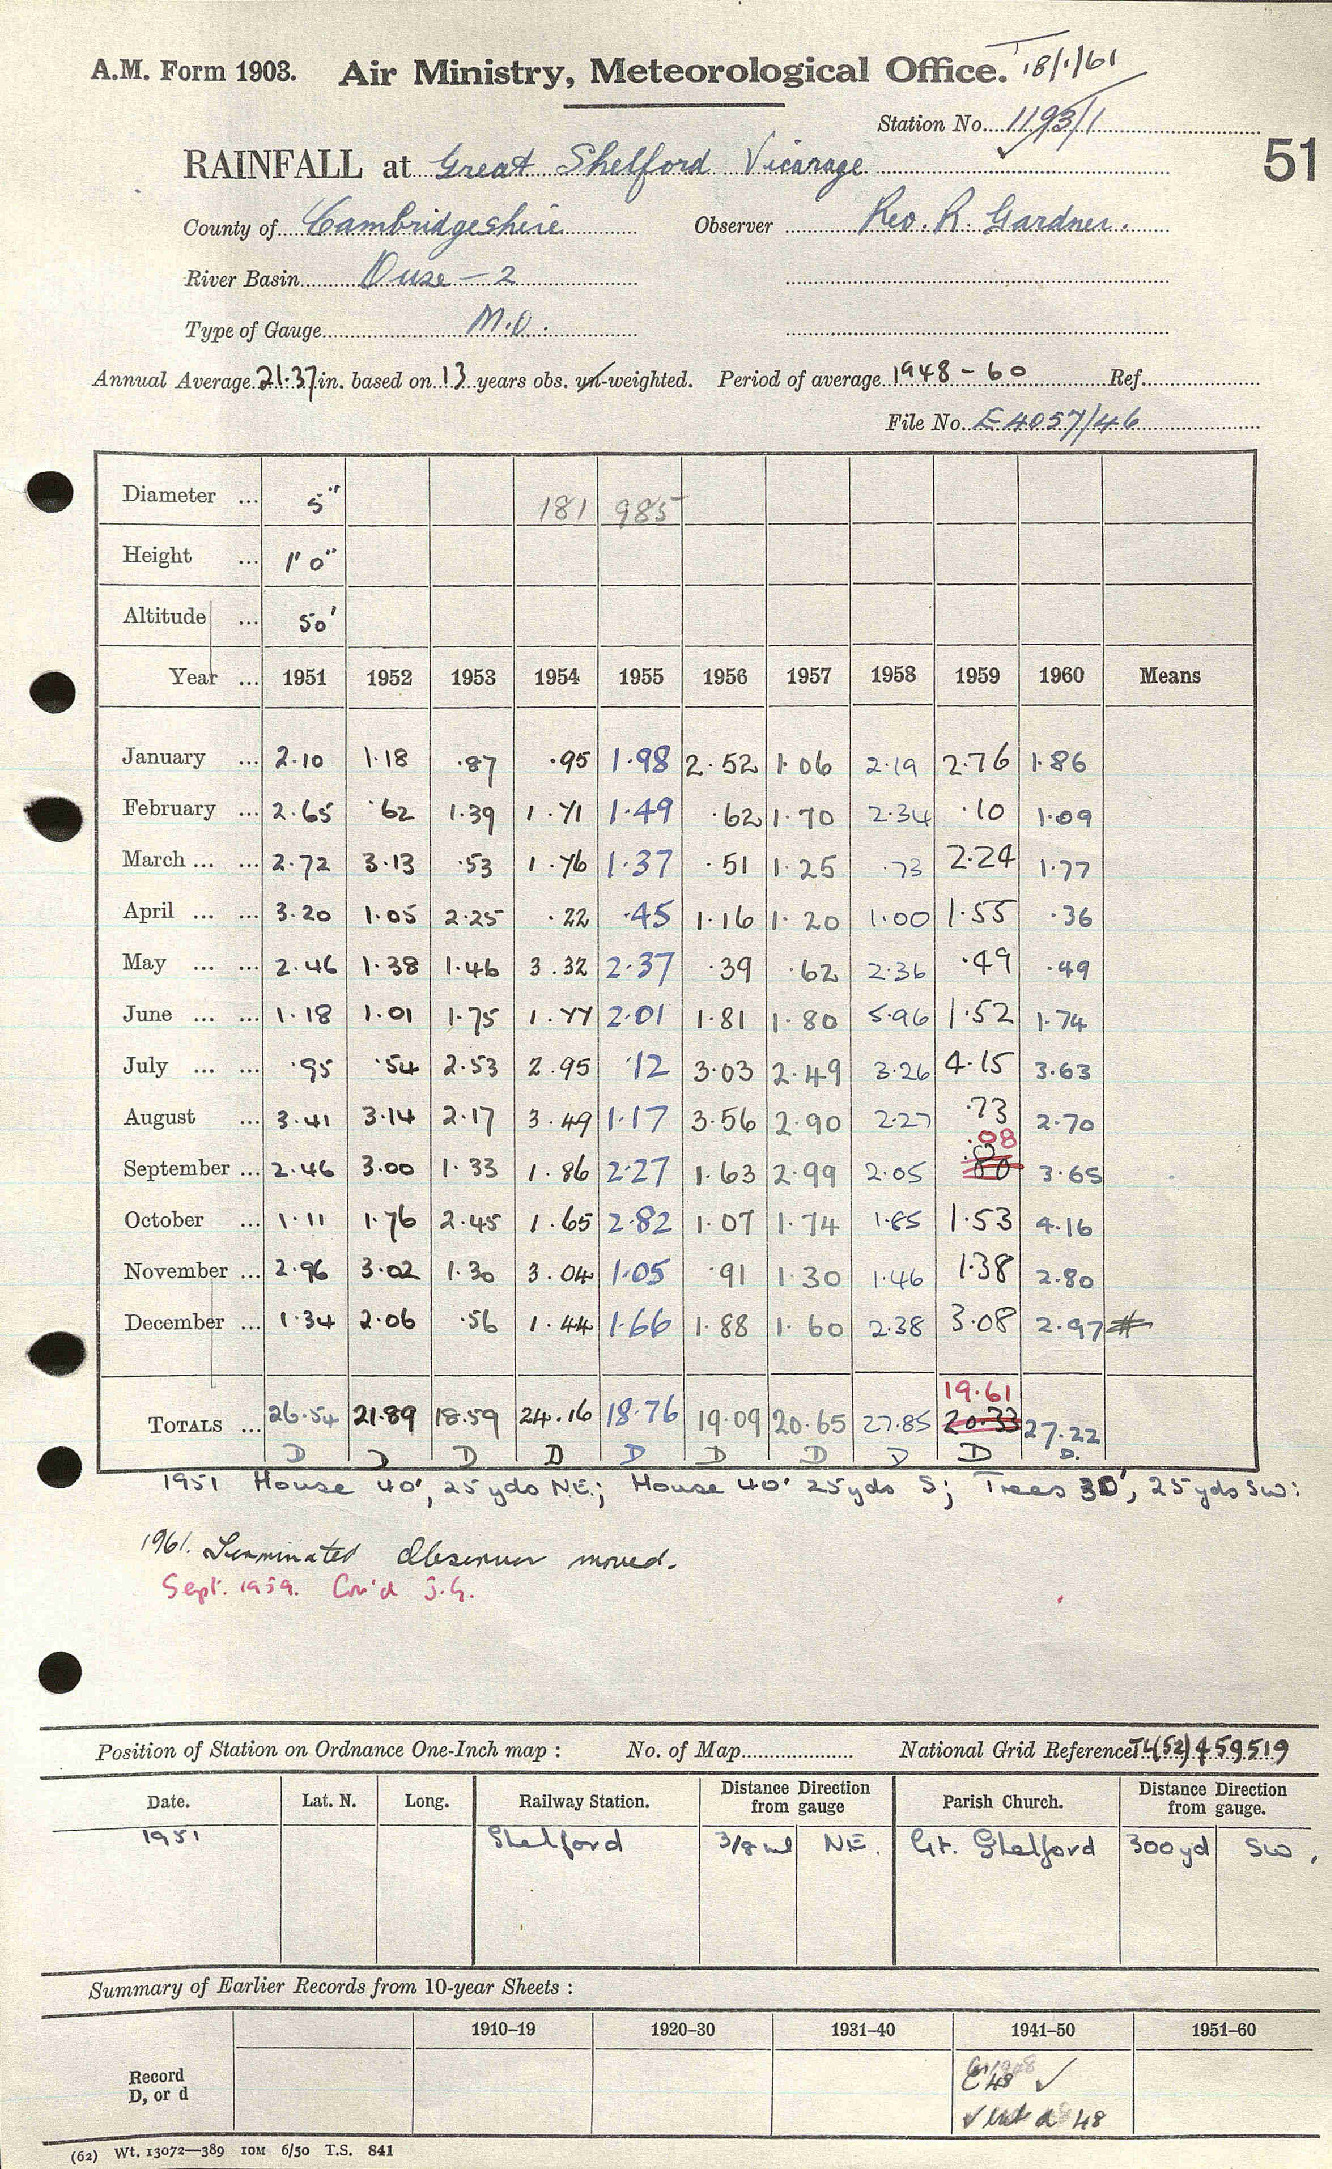 A.M. Form 1903. Air Ministry, Meteorological Office. 18/1/61
Station No. 1193/1
51
RAINFALL at Great Shelford Vicarage
County of Cambridgeshire Observer Rev. R. Gardner.
River Basin Ouse - 2
Type of Gauge M.O.
Annual Average 21.37 in. based on 13 years obs. un-weighted. Period of average 1948 - 60 Ref.
File No. E4057/46
Diameter ... 5" 181 985
Height ... 1' 0"
Altitude ... 50'
Year ... 1951 1952 1953 1954 1955 1956 1957 1958 1959 1960 Means
January ... 2.10 1.18 .87 .95 1.98 2.52 1.06 2.19 2.76 1.86
February ... 2.65 .62 1.39 1.71 1.49 .62 1.70 2.34 .10 1.09
March ... ... 2.72 3.13 .53 1.76 1.37 .51 1.25 .73 2.24 1.77
April ... ... 3.20 1.05 2.25 .22 .45 1.16 1.20 1.00 1.55 .36
May ... ... 2.46 1.38 1.46 3.32 2.37 .39 .62 2.36 .49 .49
June ... ... 1.18 1.01 1.75 1.77 2.01 1.81 1.80 5.96 1.52 1.74
July ... ... .95 .54 2.53 2.95 .12 3.03 2.49 3.26 4.15 3.63
August ... 3.41 3.14 2.17 3.49 1.17 3.56 2.90 2.27 .73 2.70
.08
September ... 2.46 3.00 1.33 1.86 2.27 1.63 2.99 2.05 .80 3.65
October ... 1.11 1.76 2.45 1.65 2.82 1.07 1.74 1.85 1.53 4.16
November ... 2.96 3.02 1.30 3.04 1.05 .91 1.30 1.46 1.38 2.80
December ... 1.34 2.06 .56 1.44 1.66 1.88 1.60 2.38 3.08 2.97 #
19.61
TOTALS ... 26.54 21.89 18.59 24.16 18.76 19.09 20.65 27.85 20.33 27.22
D D D D D D D D D D.
1951 House 40', 25 yds NE; House 40' 25 yds S; Trees 30', 25 yds SW:
1961. Terminated Observer moved.
Sept. 1959. Con'd J.G.
Position of Station on Ordnance One-Inch map : No. of Map National Grid Reference TL(52) 459519
Date. Lat. N. Long. Railway Station. Distance from gauge Direction Parish Church. Distance from gauge. Direction
1951 Shelford 3/8 ml NE. Gt. Shelford 300 yd SW.
Summary of Earlier Records from 10-year Sheets :
1910-19 1920-30 1931-40 1941-50 1951-60
Record
D, or d
48 ✓
48
(62) Wt. 13072—389 10M 6/50 T.S. 841